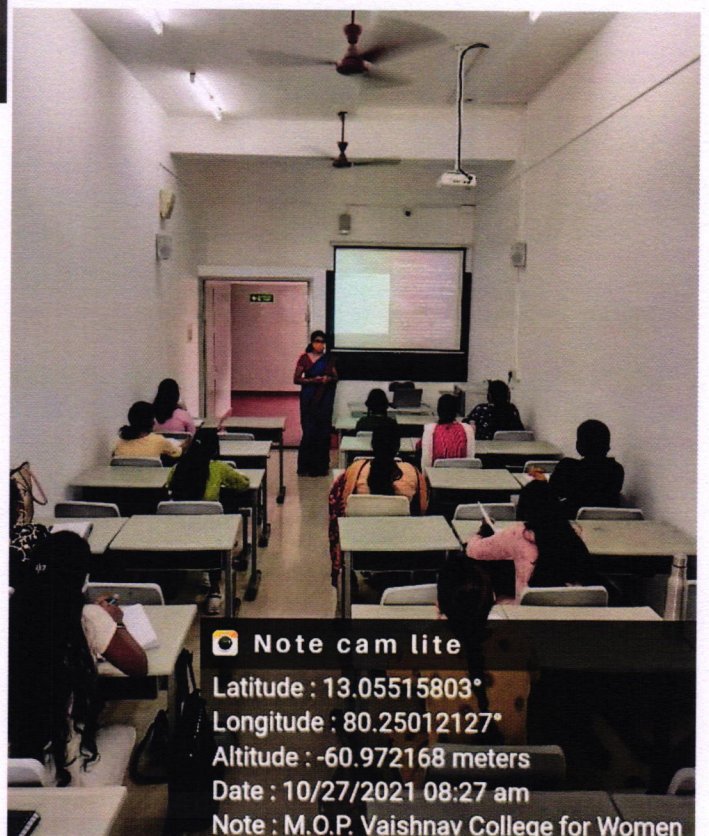 Note cam lite
Latitude : 13.05515803°
Longitude : 80.25012127°
Altitude : -60.972168 meters
Date : 10/27/2021 08:27 am
Note : M.O.P. Vaishnav College for Women